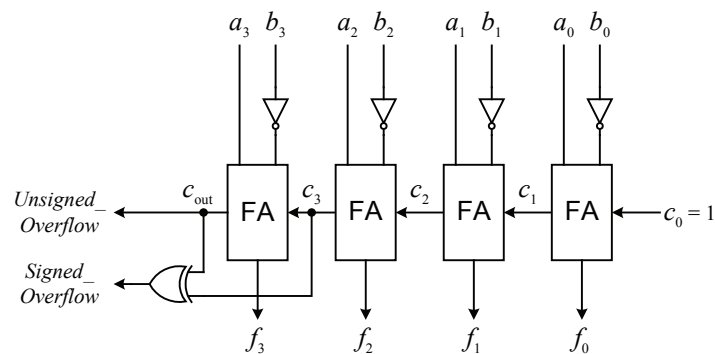 a₃ b₃ a₂ b₂ a₁ b₁ a₀ b₀
Unsigned_
Overflow
c_out FA c₃ FA c₂ FA c₁ FA c₀ = 1
Signed_
Overflow
f₃ f₂ f₁ f₀